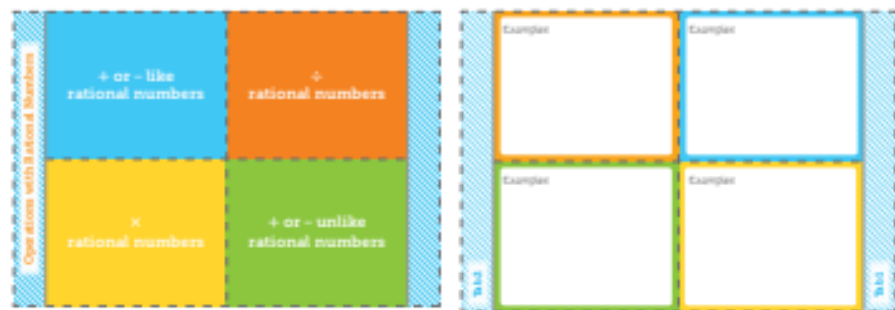 Operations with Rational Numbers
+ or – like
rational numbers
÷
rational numbers
×
rational numbers
+ or – unlike
rational numbers
Examples
Examples
Examples
Examples